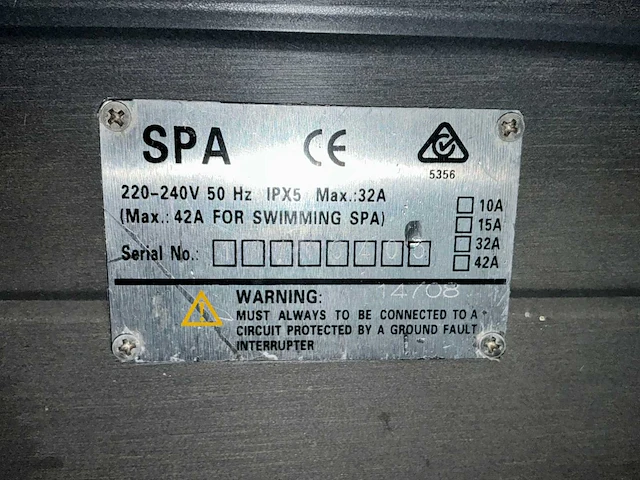 SPA CE
5356
220-240V 50 Hz IPX5 Max.:32A
(Max.: 42A FOR SWIMMING SPA)
10A
15A
32A
42A
Serial No.:
14708
WARNING:
MUST ALWAYS TO BE CONNECTED TO A
CIRCUIT PROTECTED BY A GROUND FAULT
INTERRUPTER